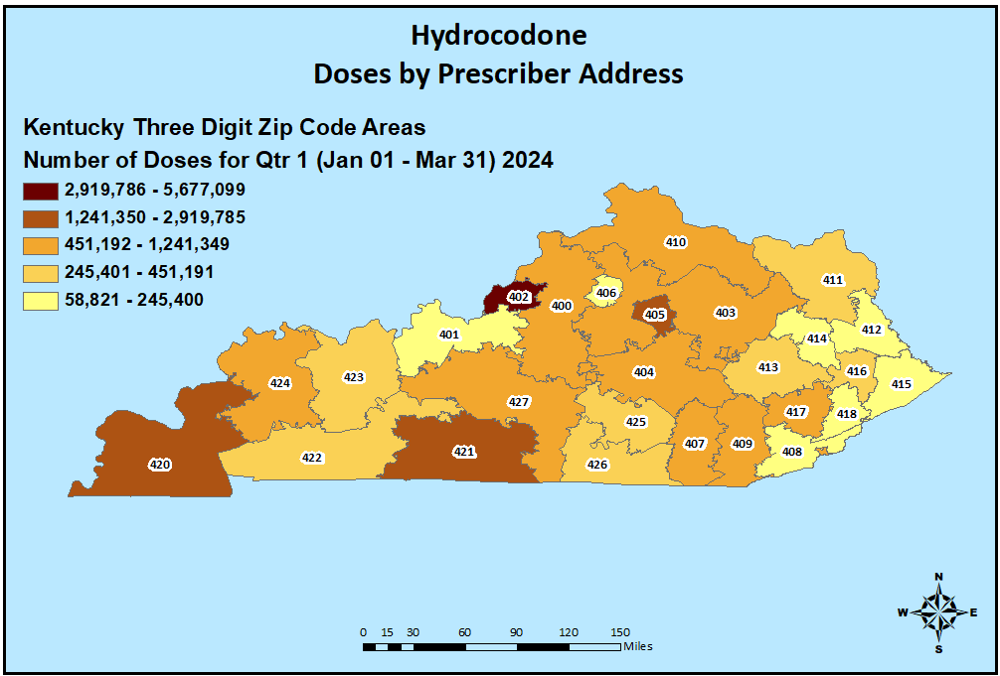 Hydrocodone
Doses by Prescriber Address
Kentucky Three Digit Zip Code Areas
Number of Doses for Qtr 1 (Jan 01 - Mar 31) 2024
2,919,786 - 5,677,099
1,241,350 - 2,919,785
451,192 - 1,241,349
245,401 - 451,191
58,821 - 245,400
410
411
402
406
400
405
403
412
401
414
404
413
416
423
424
415
427
417
418
425
407
409
408
421
422
420
426
N
W E
S
0 15 30 60 90 120 150
Miles